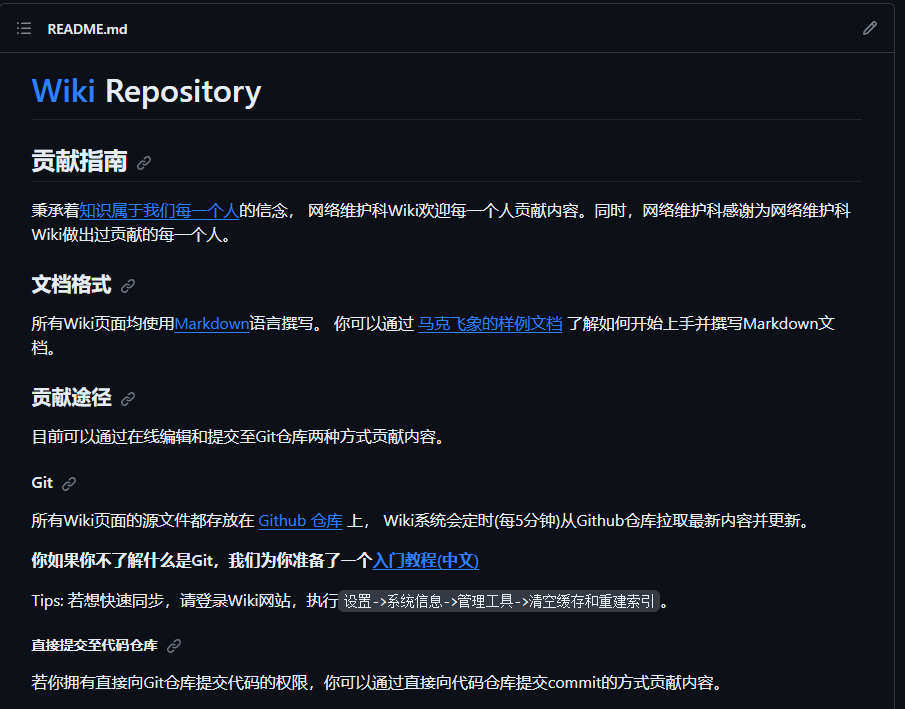 README.md
Wiki Repository
贡献指南
秉承着知识属于我们每一个人的信念， 网络维护科Wiki欢迎每一个人贡献内容。同时，网络维护科感谢为网络维护科
Wiki做出过贡献的每一个人。
文档格式
所有Wiki页面均使用Markdown语言撰写。 你可以通过 马克飞象的样例文档 了解如何开始上手并撰写Markdown文
档。
贡献途径
目前可以通过在线编辑和提交至Git仓库两种方式贡献内容。
Git
所有Wiki页面的源文件都存放在 Github 仓库 上， Wiki系统会定时(每5分钟)从Github仓库拉取最新内容并更新。
你如果你不了解什么是Git，我们为你准备了一个入门教程(中文)
Tips: 若想快速同步，请登录Wiki网站，执行 设置->系统信息->管理工具->清空缓存和重建索引 。
直接提交至代码仓库
若你拥有直接向Git仓库提交代码的权限，你可以通过直接向代码仓库提交commit的方式贡献内容。